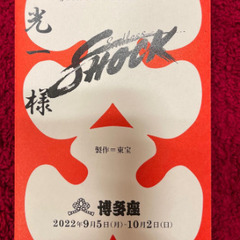 光一様
Endless
SHOCK
製作=東宝
博多座
2022年9月5日(月)-10月2日(日)